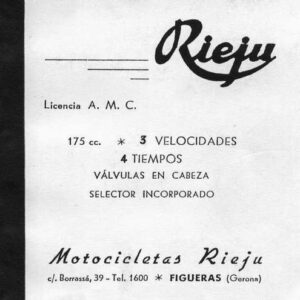 Rieju
Licencia A. M. C.
175 cc. * 3 VELOCIDADES
4 TIEMPOS
VÁLVULAS EN CABEZA
SELECTOR INCORPORADO
Motocicletas Rieju
c/. Borrassá, 39 - Tel. 1600 * FIGUERAS (Gerona)